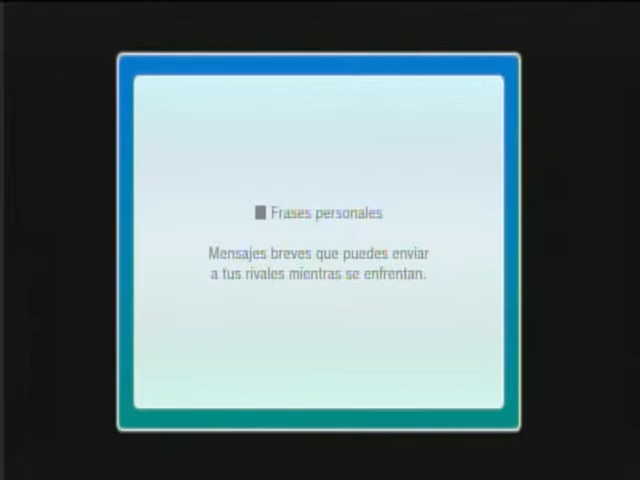 ■ Frases personales
Mensajes breves que puedes enviar
a tus rivales mientras se enfrentan.